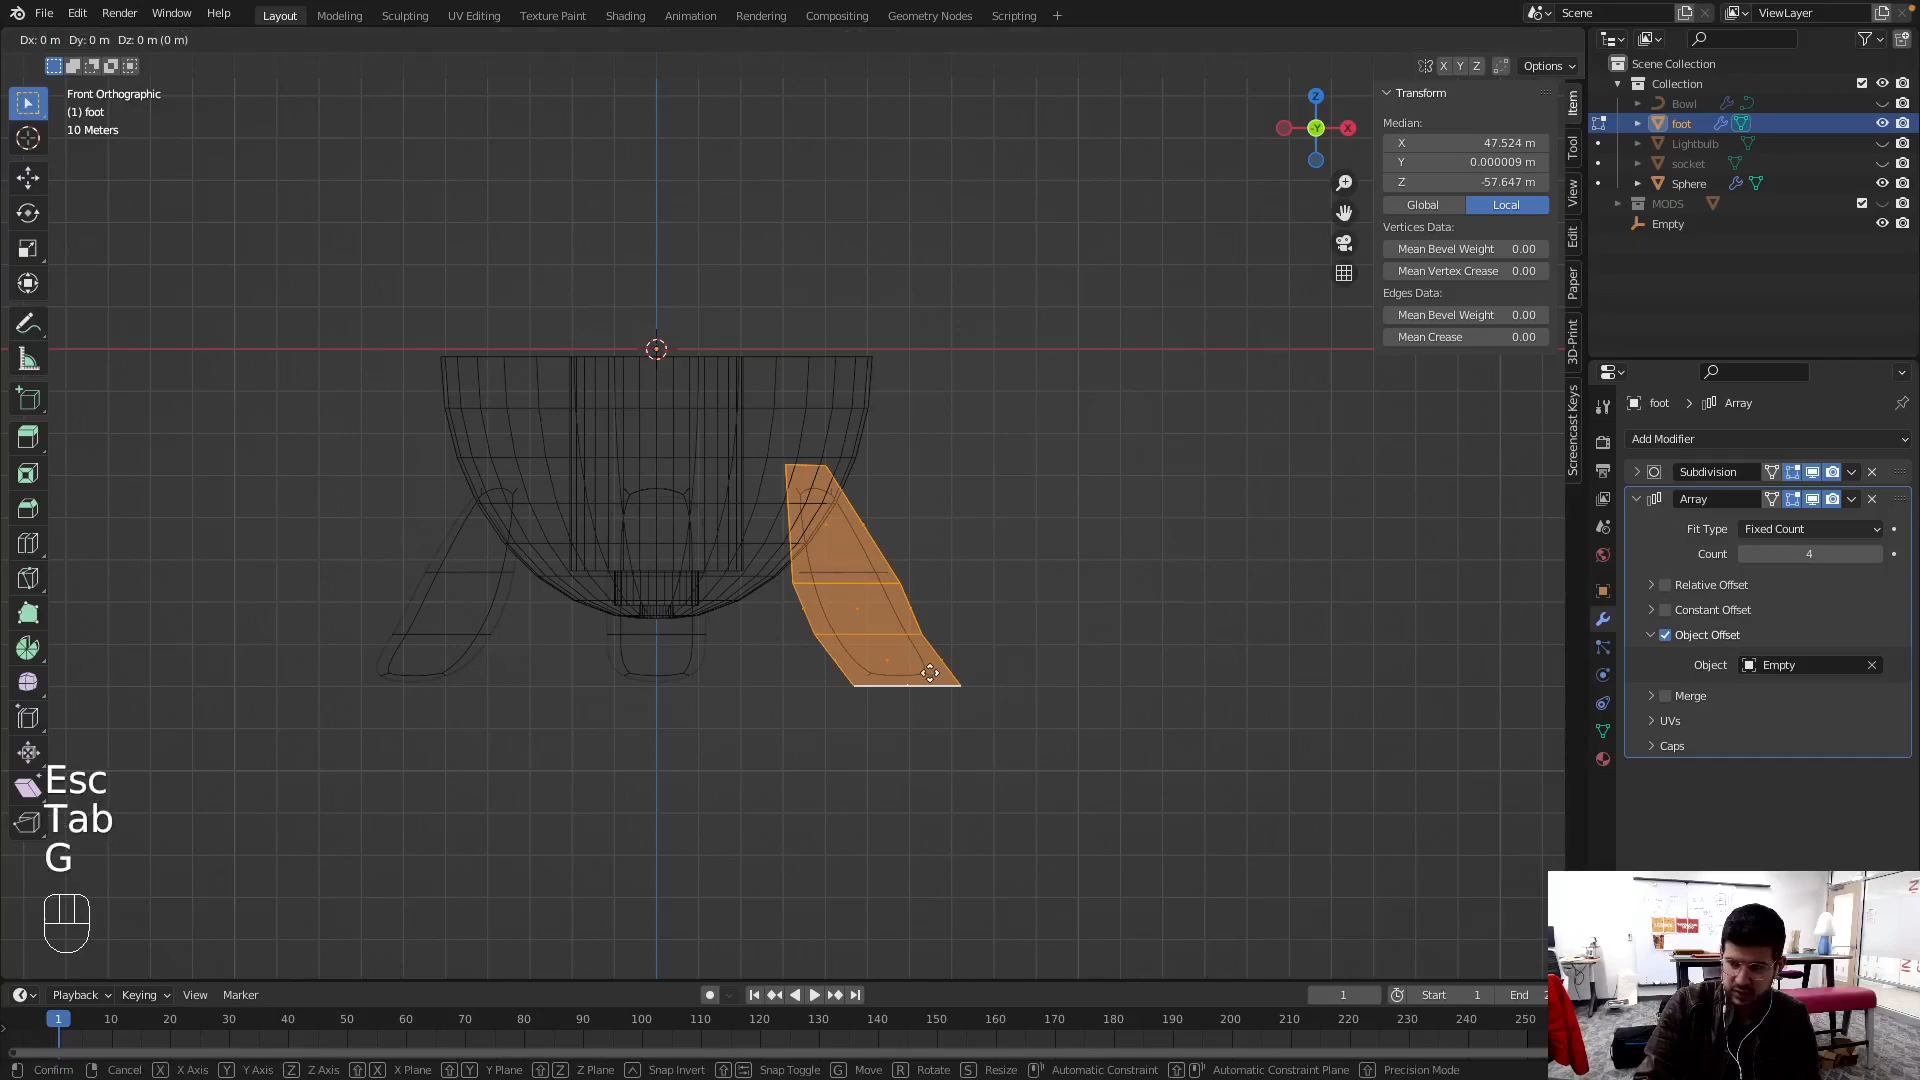 File Edit Render Window Help Layout Modeling Sculpting UV Editing Texture Paint Shading Animation Rendering Compositing Geometry Nodes Scripting + Scene ViewLayer
Dx: 0 m Dy: 0 m Dz: 0 m (0 m)
X Y Z Options
Front Orthographic
(1) foot
10 Meters
Z
-Y X
Transform
Median:
X 47.524 m
Y 0.000009 m
Z -57.647 m
Global Local
Vertices Data:
Mean Bevel Weight 0.00
Mean Vertex Crease 0.00
Edges Data:
Mean Bevel Weight 0.00
Mean Crease 0.00
Item
Tool
View
Edit
Paper
3D-Print
Screencast Keys
Scene Collection
Collection
Bowl
foot
Lightbulb
socket
Sphere
MODS
Empty
foot Array
Add Modifier
Subdivision
Array
Fit Type Fixed Count
Count 4
Relative Offset
Constant Offset
Object Offset
Object Empty
Merge
UVs
Caps
Esc
Tab
G
Playback Keying View Marker 1 Start 1 End
1 10 20 30 40 50 60 70 80 90 100 110 120 130 140 150 160 170 180 190 200 210 220 230 240 250
Confirm Cancel X X Axis Y Y Axis Z Z Axis X X Plane Y Y Plane Z Z Plane Snap Invert Snap Toggle G Move R Rotate S Resize Automatic Constraint Automatic Constraint Plane Precision Mode